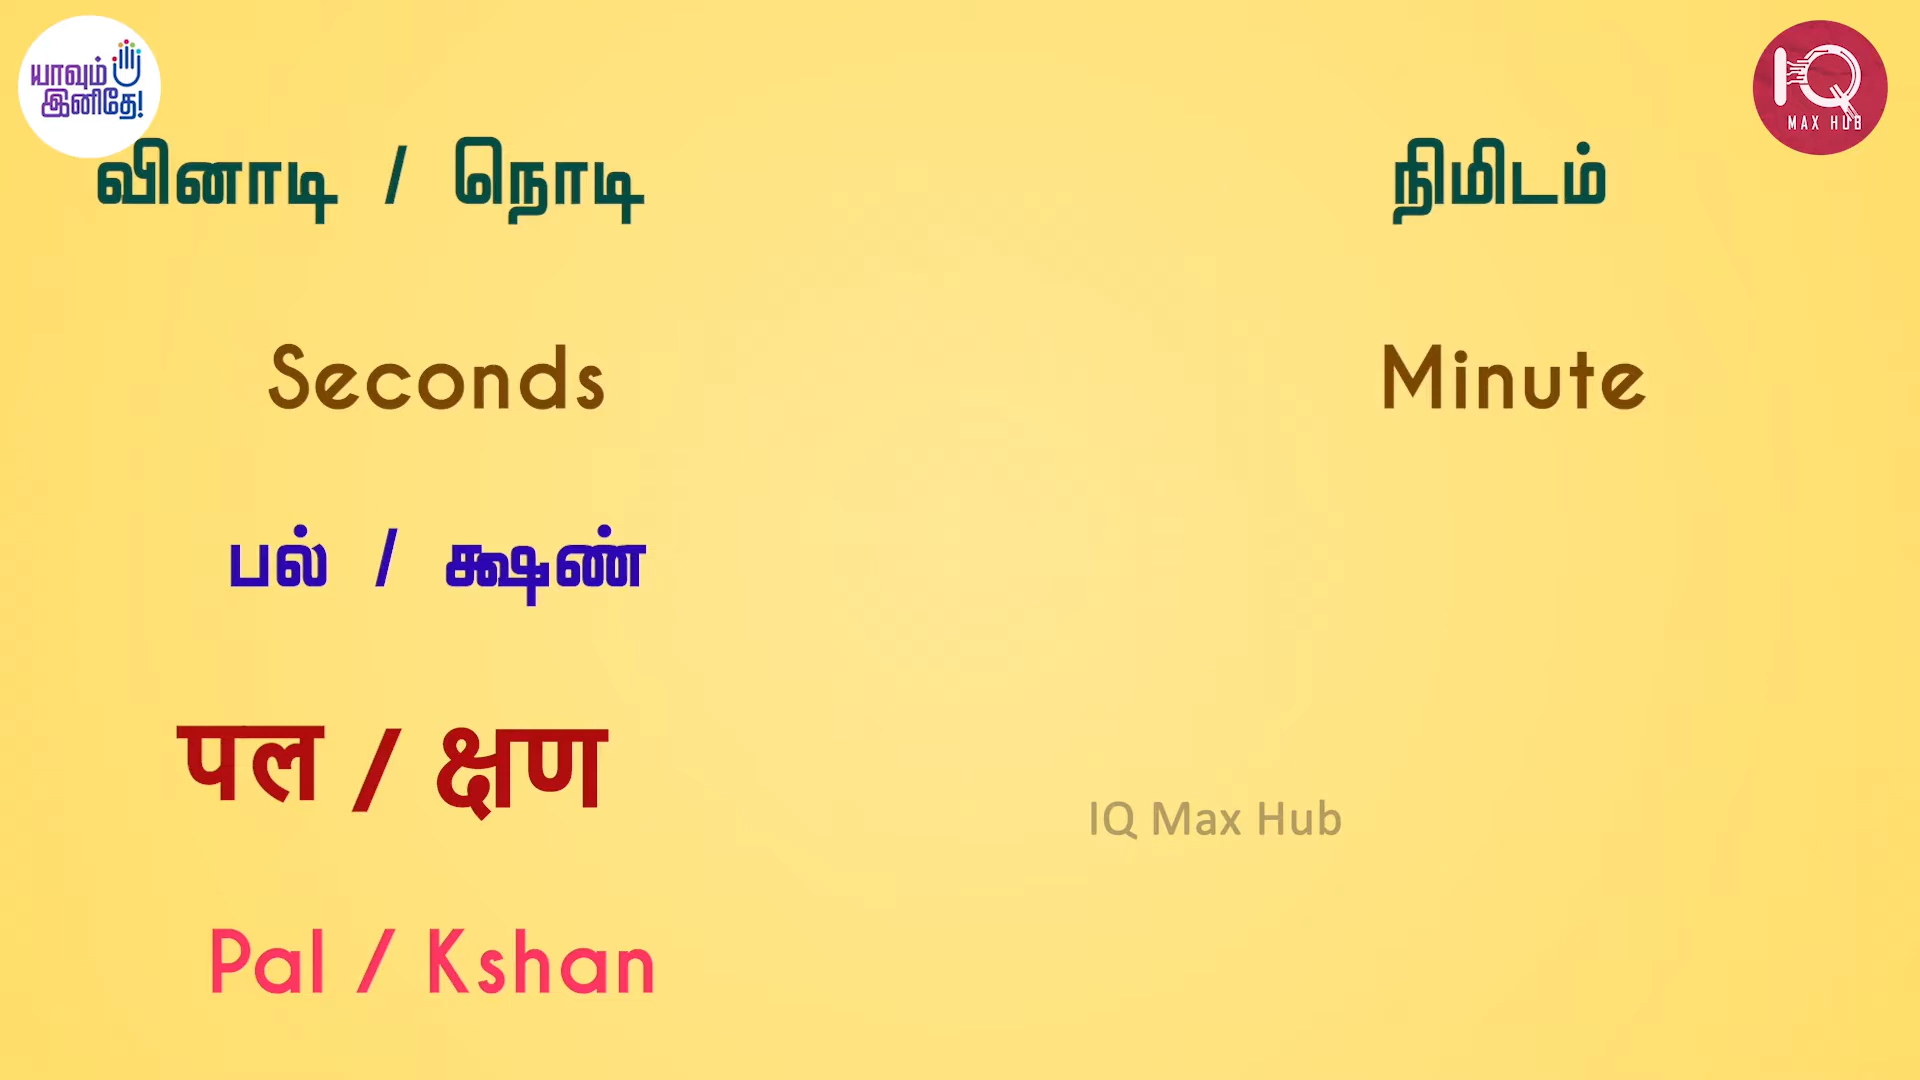 யாவும்
இனிதே!
IQ
MAX HUB
வினாடி / நொடி
நிமிடம்
Seconds
Minute
பல் / க்ஷண்
पल / क्षण
IQ Max Hub
Pal / Kshan